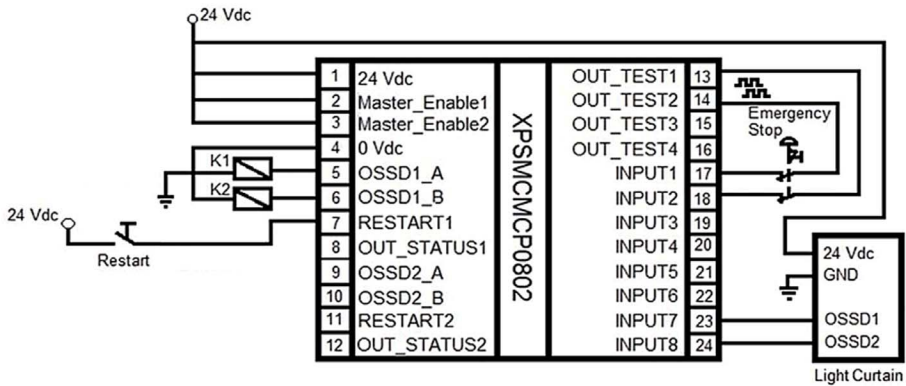 24 Vdc
1 24 Vdc
2 Master_Enable1
3 Master_Enable2
4 0 Vdc
K1
5 OSSD1_A
K2
6 OSSD1_B
24 Vdc
7 RESTART1
Restart
8 OUT_STATUS1
9 OSSD2_A
10 OSSD2_B
11 RESTART2
12 OUT_STATUS2
XPSMCMCP0802
OUT_TEST1 13
OUT_TEST2 14
OUT_TEST3 15
OUT_TEST4 16
INPUT1 17
INPUT2 18
INPUT3 19
INPUT4 20
INPUT5 21
INPUT6 22
INPUT7 23
INPUT8 24
Emergency
Stop
24 Vdc
GND
OSSD1
OSSD2
Light Curtain